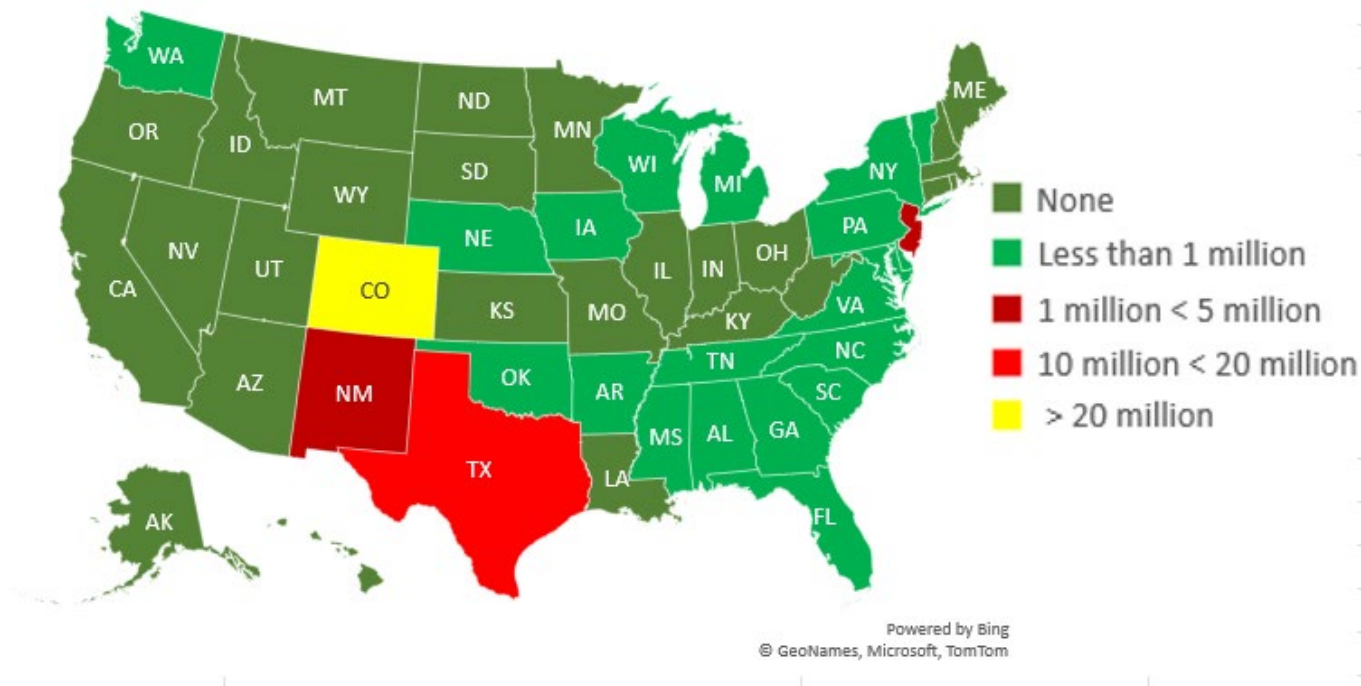 WA
MT
ND
MN
ME
OR
ID
SD
WI
MI
NY
WY
NE
IA
PA
NV
UT
CO
IL
IN
OH
CA
KS
MO
KY
VA
AZ
NM
OK
AR
TN
NC
SC
MS
AL
GA
TX
LA
FL
AK
None
Less than 1 million
1 million < 5 million
10 million < 20 million
> 20 million
Powered by Bing
© GeoNames, Microsoft, TomTom